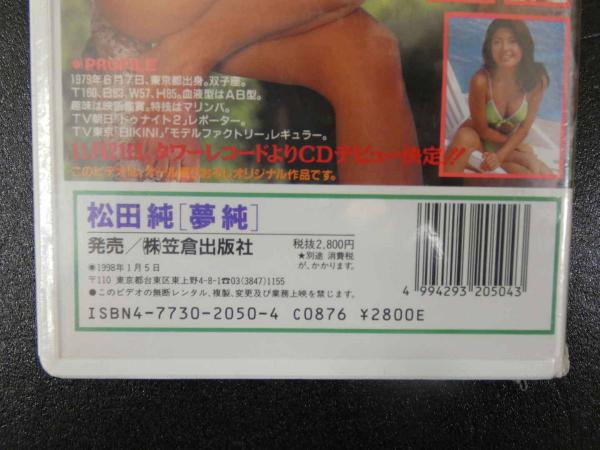 ●PROFILE
1979年6月7日、東京都出身。双子座。
T160、B83、W57、H85。血液型はAB型。
趣味は映画鑑賞。特技はマリンバ。
TV朝日「ドゥナイト2」レポーター。
TV東京「BIKINI」「モデルファクトリー」レギュラー。
11月21日、タワーレコードよりCDデビュー決定!!
このビデオは、オール撮りおろしオリジナル作品です。
松田純[夢純]
発売/㈱笠倉出版社
税抜2,800円
★別途 消費税
が、かかります。
●1998年1月5日
〒110 東京都台東区東上野4-8-1☎03(3847)1155
●このビデオの無断レンタル、複製、変更及び業務上映を禁じます。
4 994293 205043
ISBN4-7730-2050-4 C0876 ¥2800E